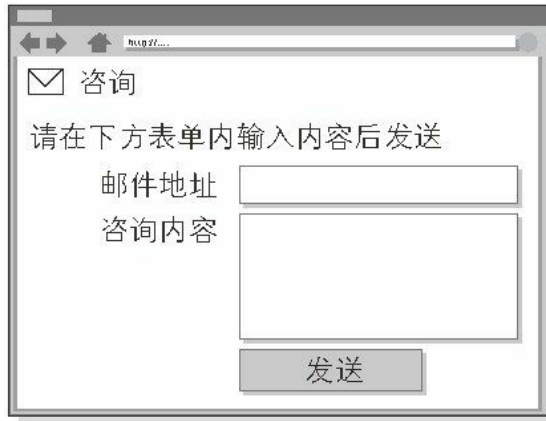 http://....
咨询
请在下方表单内输入内容后发送
邮件地址
咨询内容
发送